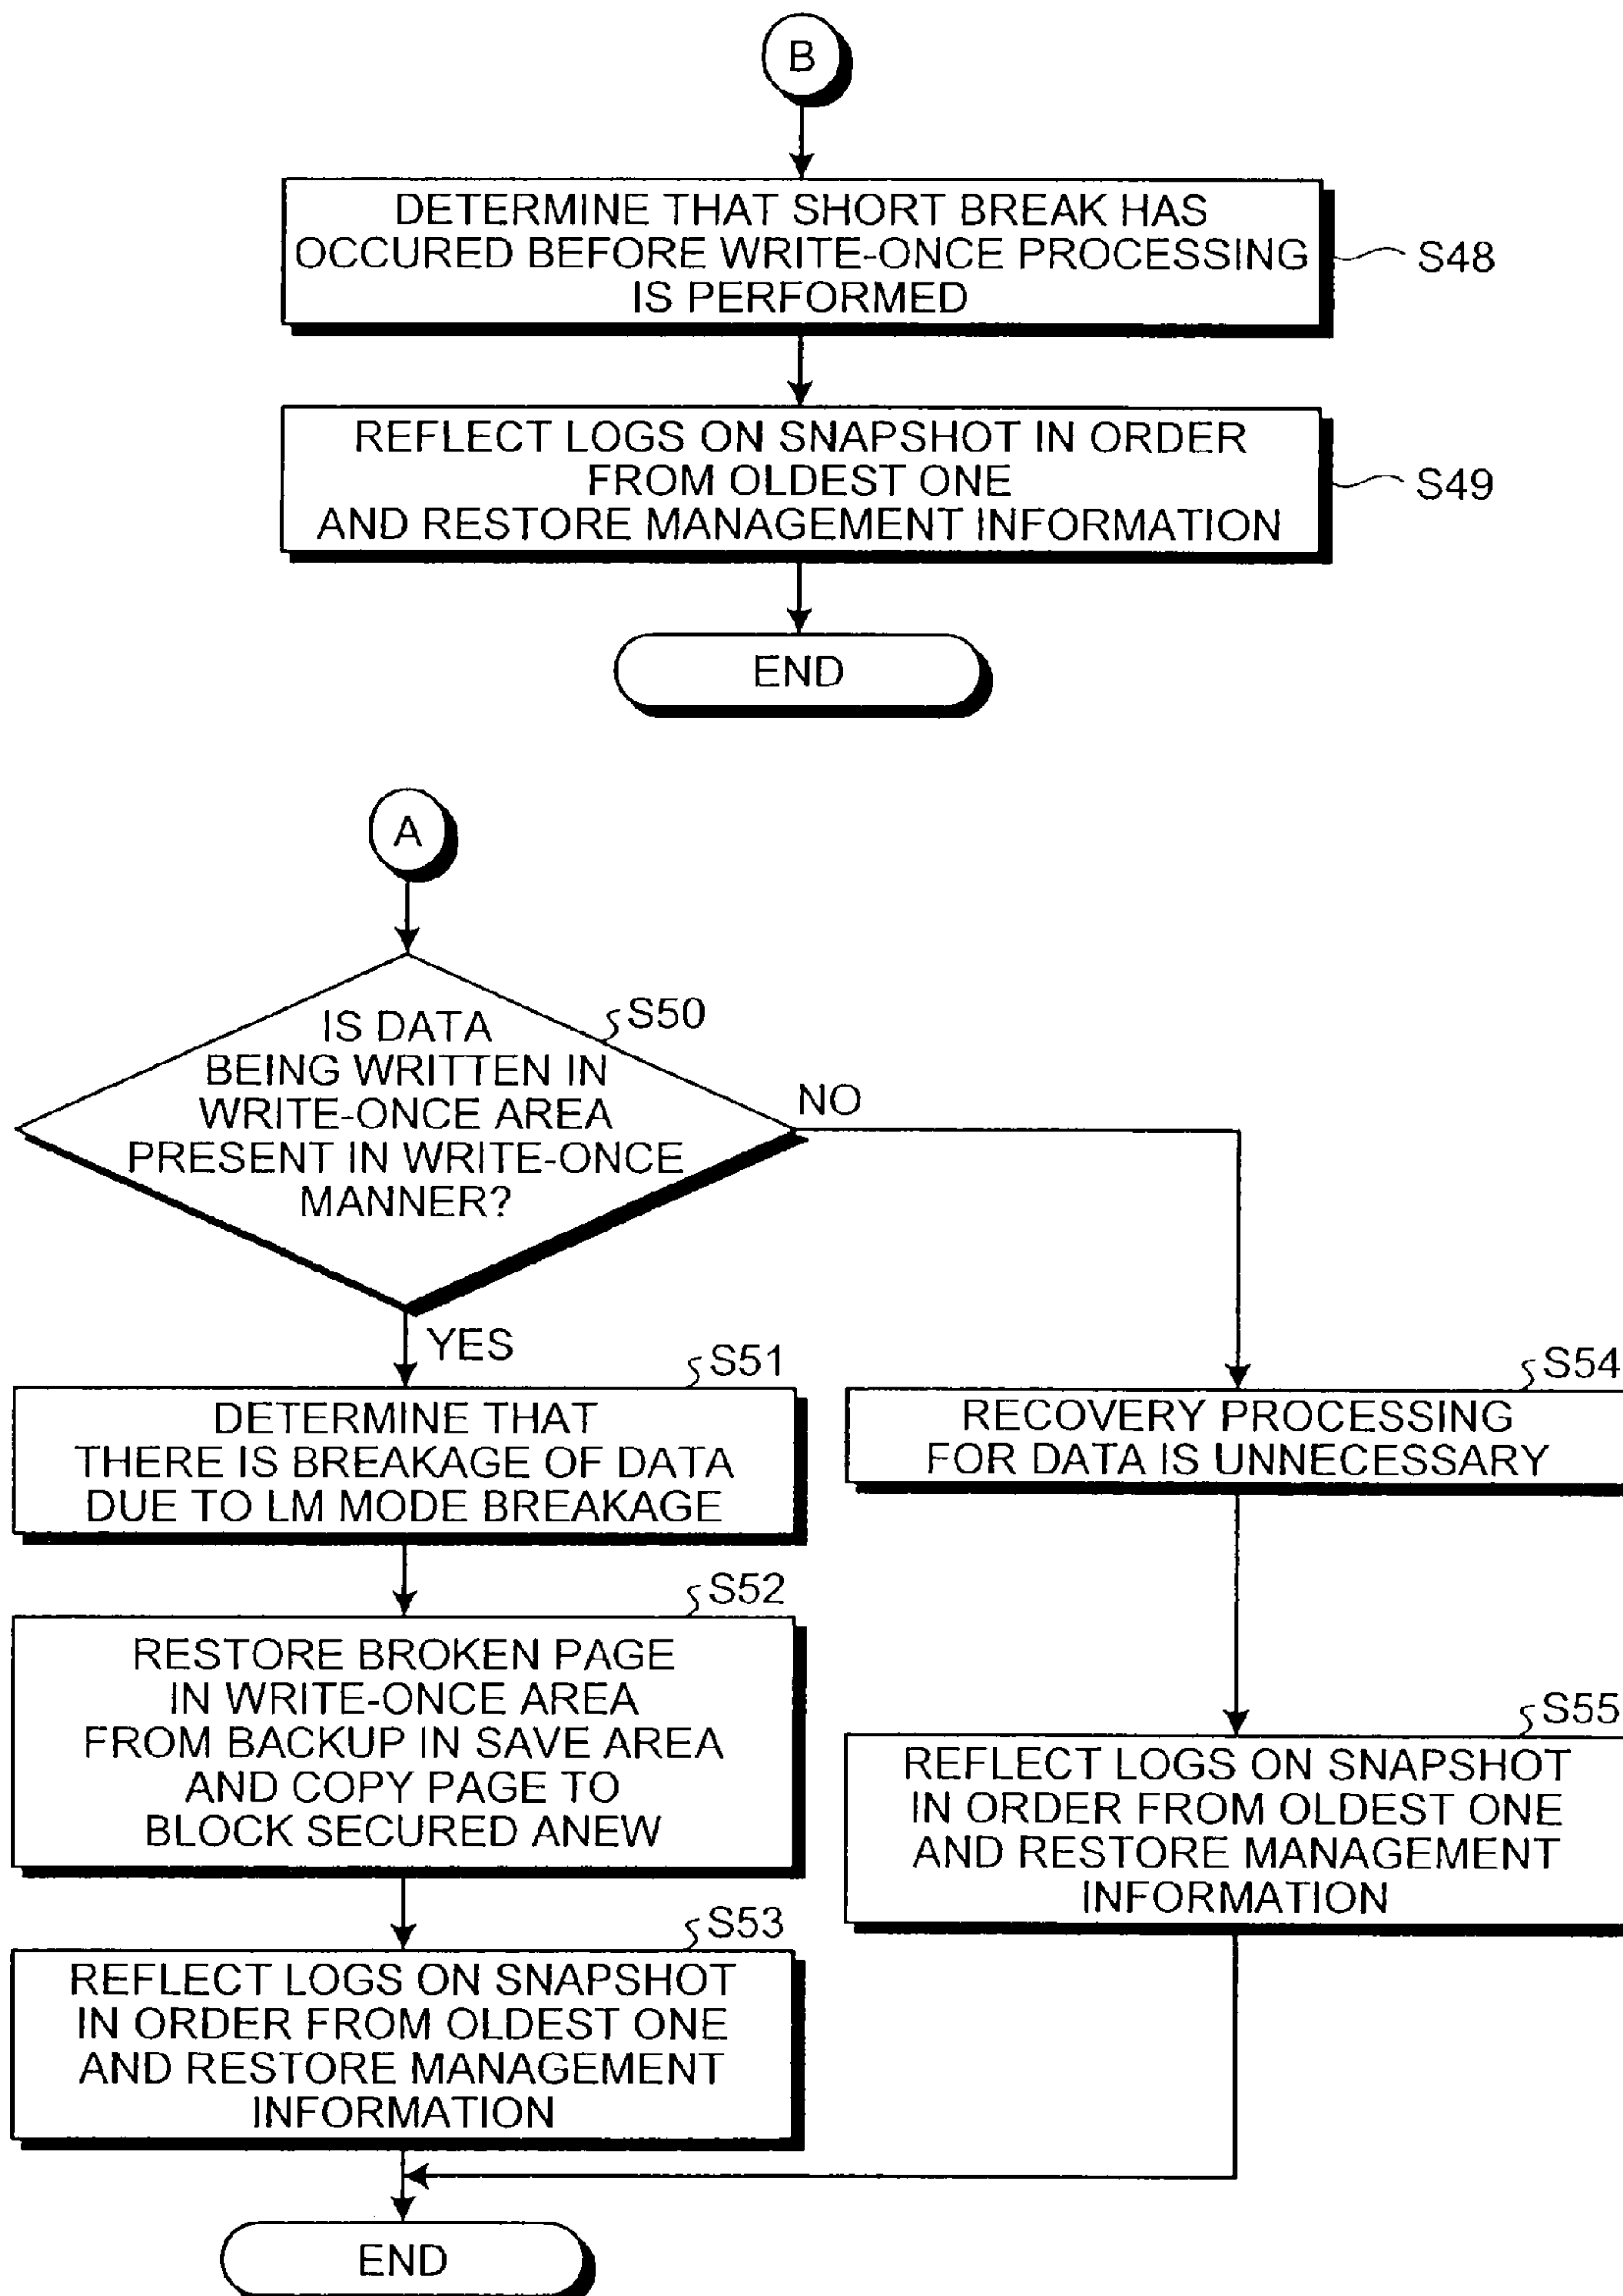 B
DETERMINE THAT SHORT BREAK HAS
OCCURED BEFORE WRITE-ONCE PROCESSING
IS PERFORMED
S48
REFLECT LOGS ON SNAPSHOT IN ORDER
FROM OLDEST ONE
AND RESTORE MANAGEMENT INFORMATION
S49
END
A
IS DATA
BEING WRITTEN IN
WRITE-ONCE AREA
PRESENT IN WRITE-ONCE
MANNER?
S50
NO
YES
S51
DETERMINE THAT
THERE IS BREAKAGE OF DATA
DUE TO LM MODE BREAKAGE
S52
RESTORE BROKEN PAGE
IN WRITE-ONCE AREA
FROM BACKUP IN SAVE AREA
AND COPY PAGE TO
BLOCK SECURED ANEW
S53
REFLECT LOGS ON SNAPSHOT
IN ORDER FROM OLDEST ONE
AND RESTORE MANAGEMENT
INFORMATION
S54
RECOVERY PROCESSING
FOR DATA IS UNNECESSARY
S55
REFLECT LOGS ON SNAPSHOT
IN ORDER FROM OLDEST ONE
AND RESTORE MANAGEMENT
INFORMATION
END